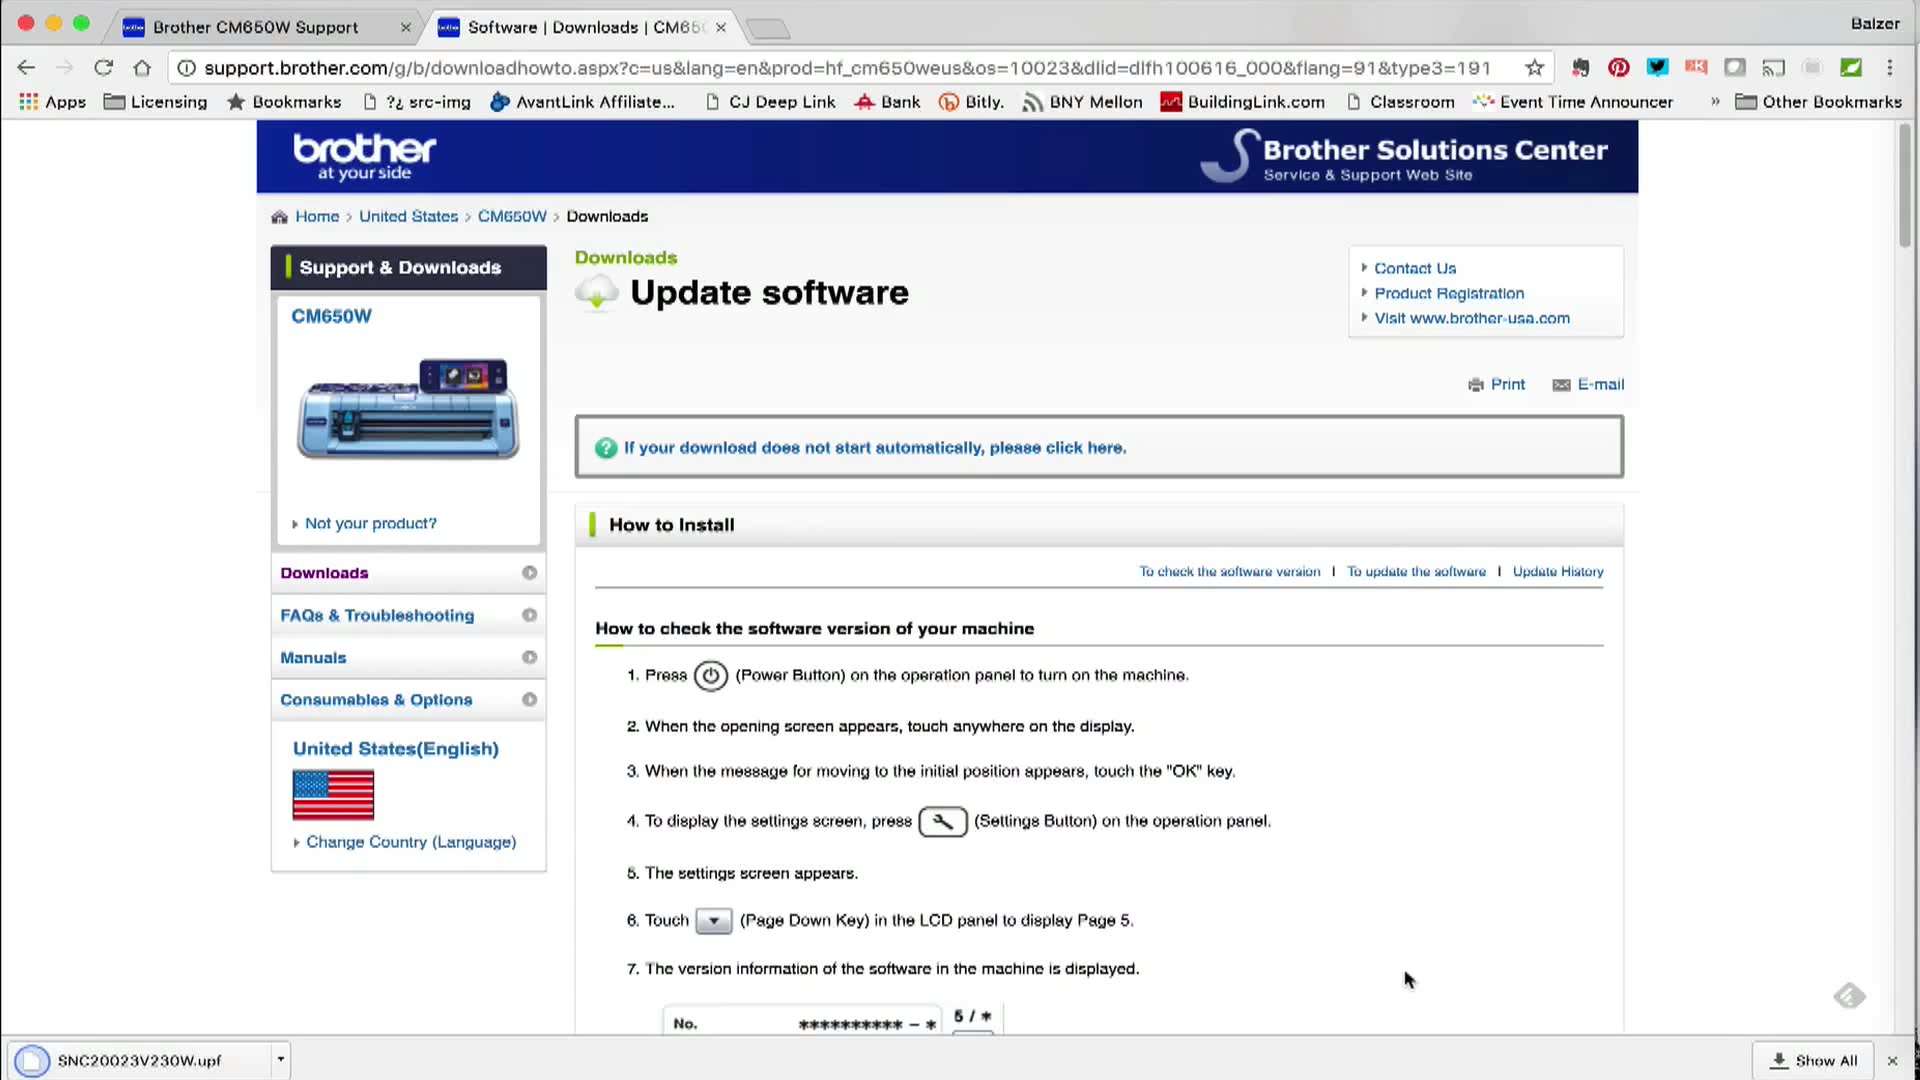 Brother CM650W Support
Software | Downloads | CM65
Balzer
support.brother.com/g/b/downloadhowto.aspx?c=us&lang=en&prod=hf_cm650weus&os=10023&dlid=dlfh100616_000&flang=91&type3=191
Apps Licensing Bookmarks ?¿ src-img AvantLink Affiliate... CJ Deep Link Bank Bitly. BNY Mellon BuildingLink.com Classroom Event Time Announcer » Other Bookmarks
brother
at your side
Brother Solutions Center
Service & Support Web Site
Home > United States > CM650W > Downloads
Support & Downloads
CM650W
Not your product?
Downloads
FAQs & Troubleshooting
Manuals
Consumables & Options
United States(English)
Change Country (Language)
Downloads
Update software
Contact Us
Product Registration
Visit www.brother-usa.com
Print E-mail
If your download does not start automatically, please click here.
How to Install
To check the software version | To update the software | Update History
How to check the software version of your machine
1. Press (Power Button) on the operation panel to turn on the machine.
2. When the opening screen appears, touch anywhere on the display.
3. When the message for moving to the initial position appears, touch the "OK" key.
4. To display the settings screen, press (Settings Button) on the operation panel.
5. The settings screen appears.
6. Touch (Page Down Key) in the LCD panel to display Page 5.
7. The version information of the software in the machine is displayed.
No. ********** – * 5 / *
SNC20023V230W.upf
Show All